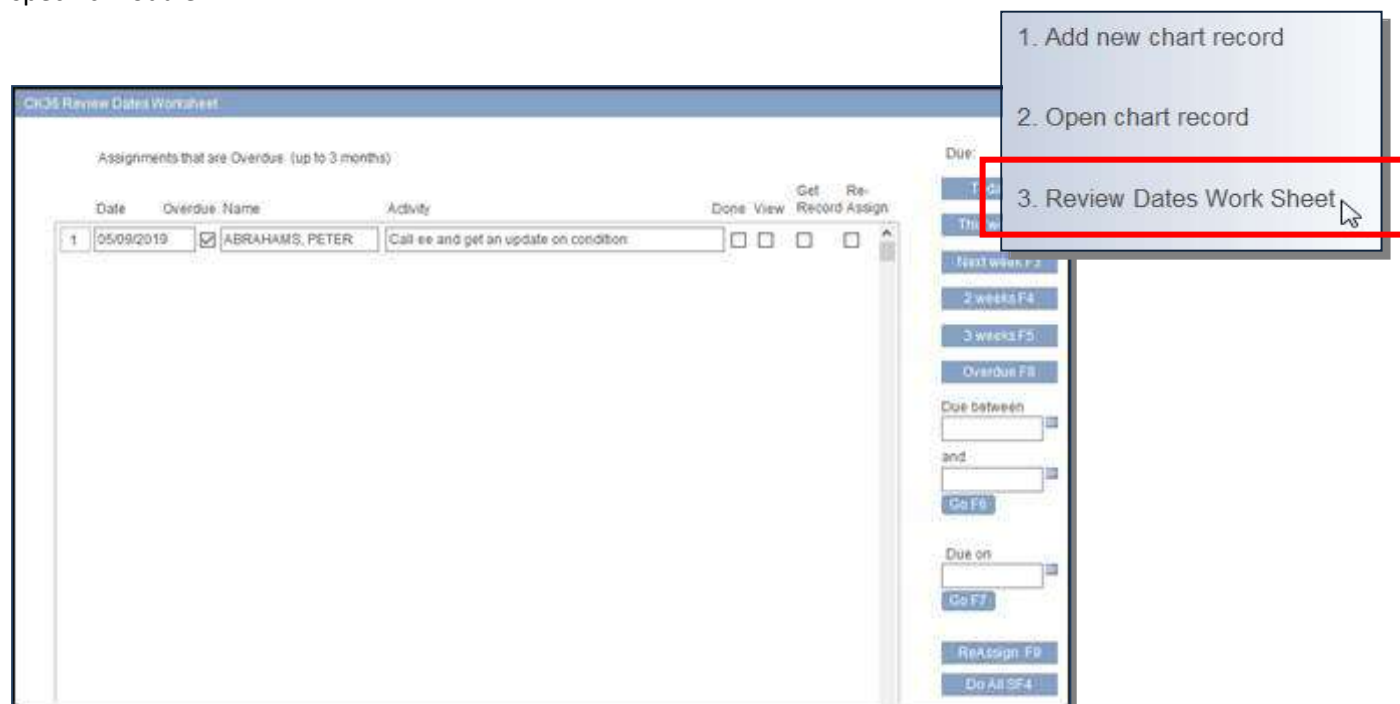 1. Add new chart record
2. Open chart record
3. Review Dates Work Sheet
CK36 Review Dates Worksheet
Assignments that are Overdue (up to 3 months)
Date Overdue Name Activity Done View Get Record Re-Assign
1 05/09/2019 ABRAHAMS, PETER Call ee and get an update on condition
Due:
Next week F3
2 weeks F4
3 weeks F5
Overdue F8
Due between
and
Go F6
Due on
Go F7
ReAssign F9
Do All SF4